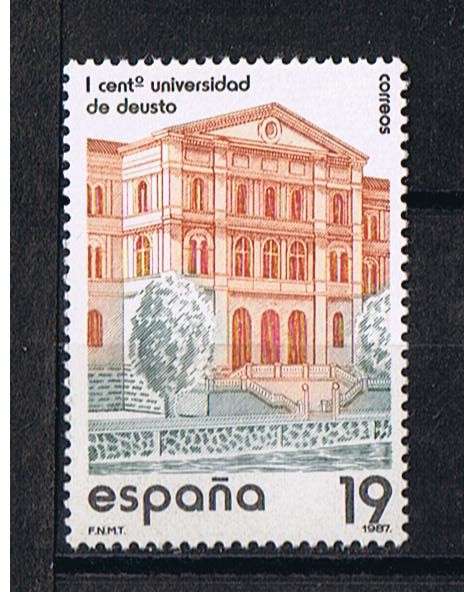 I centº universidad
de deusto
correos
españa
19
F.N.M.T.
1987.